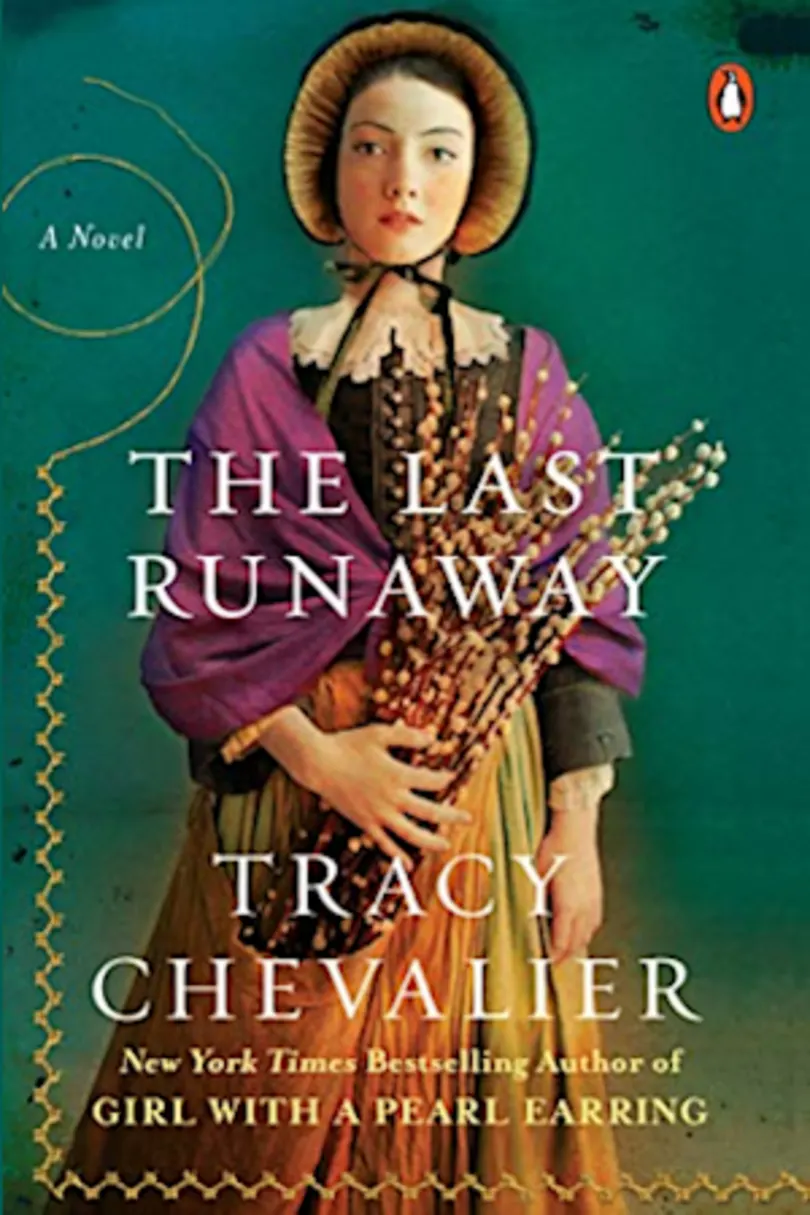 A Novel
THE LAST
RUNAWAY
TRACY
CHEVALIER
New York Times Bestselling Author of
GIRL WITH A PEARL EARRING